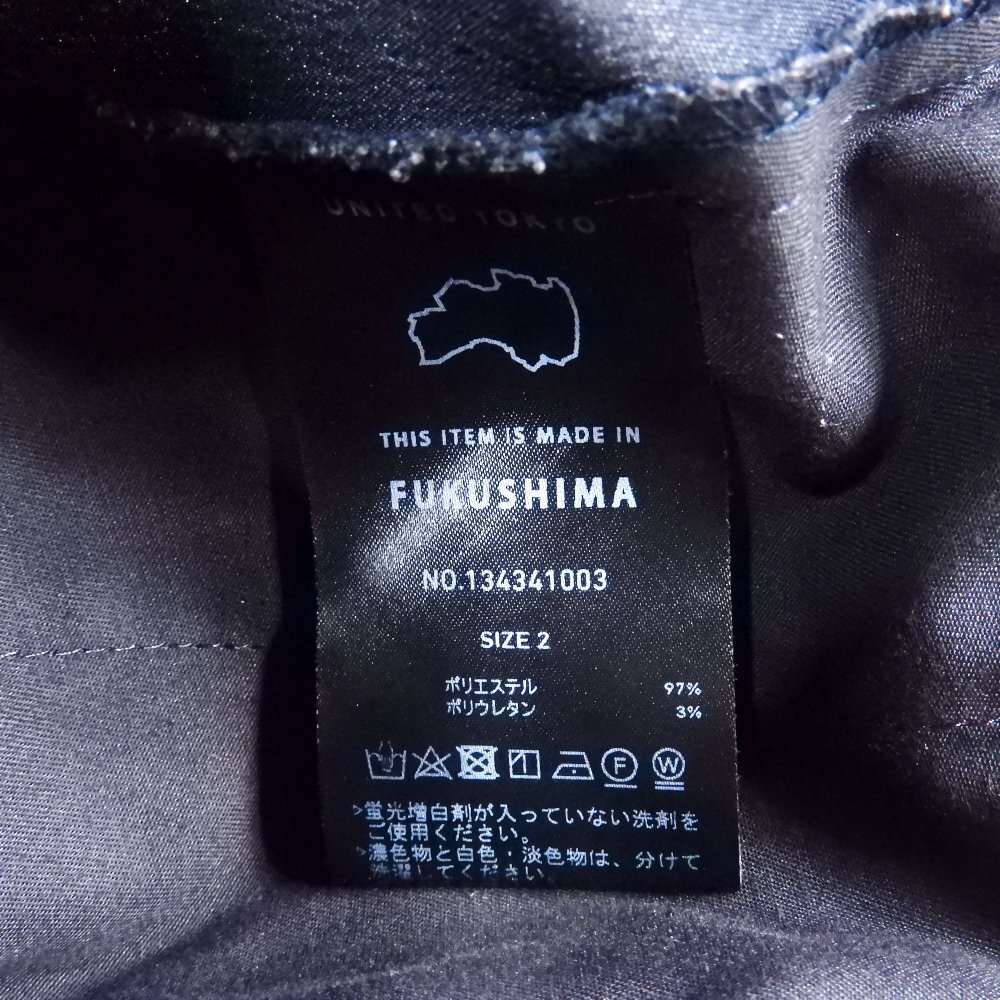 UNITED TOKYO
THIS ITEM IS MADE IN
FUKUSHIMA
NO.134341003
SIZE 2
ポリエステル 97%
ポリウレタン 3%
F W
>蛍光増白剤が入っていない洗剤を
ご使用ください。
>濃色物と白色・淡色物は、分けて
洗濯してください。